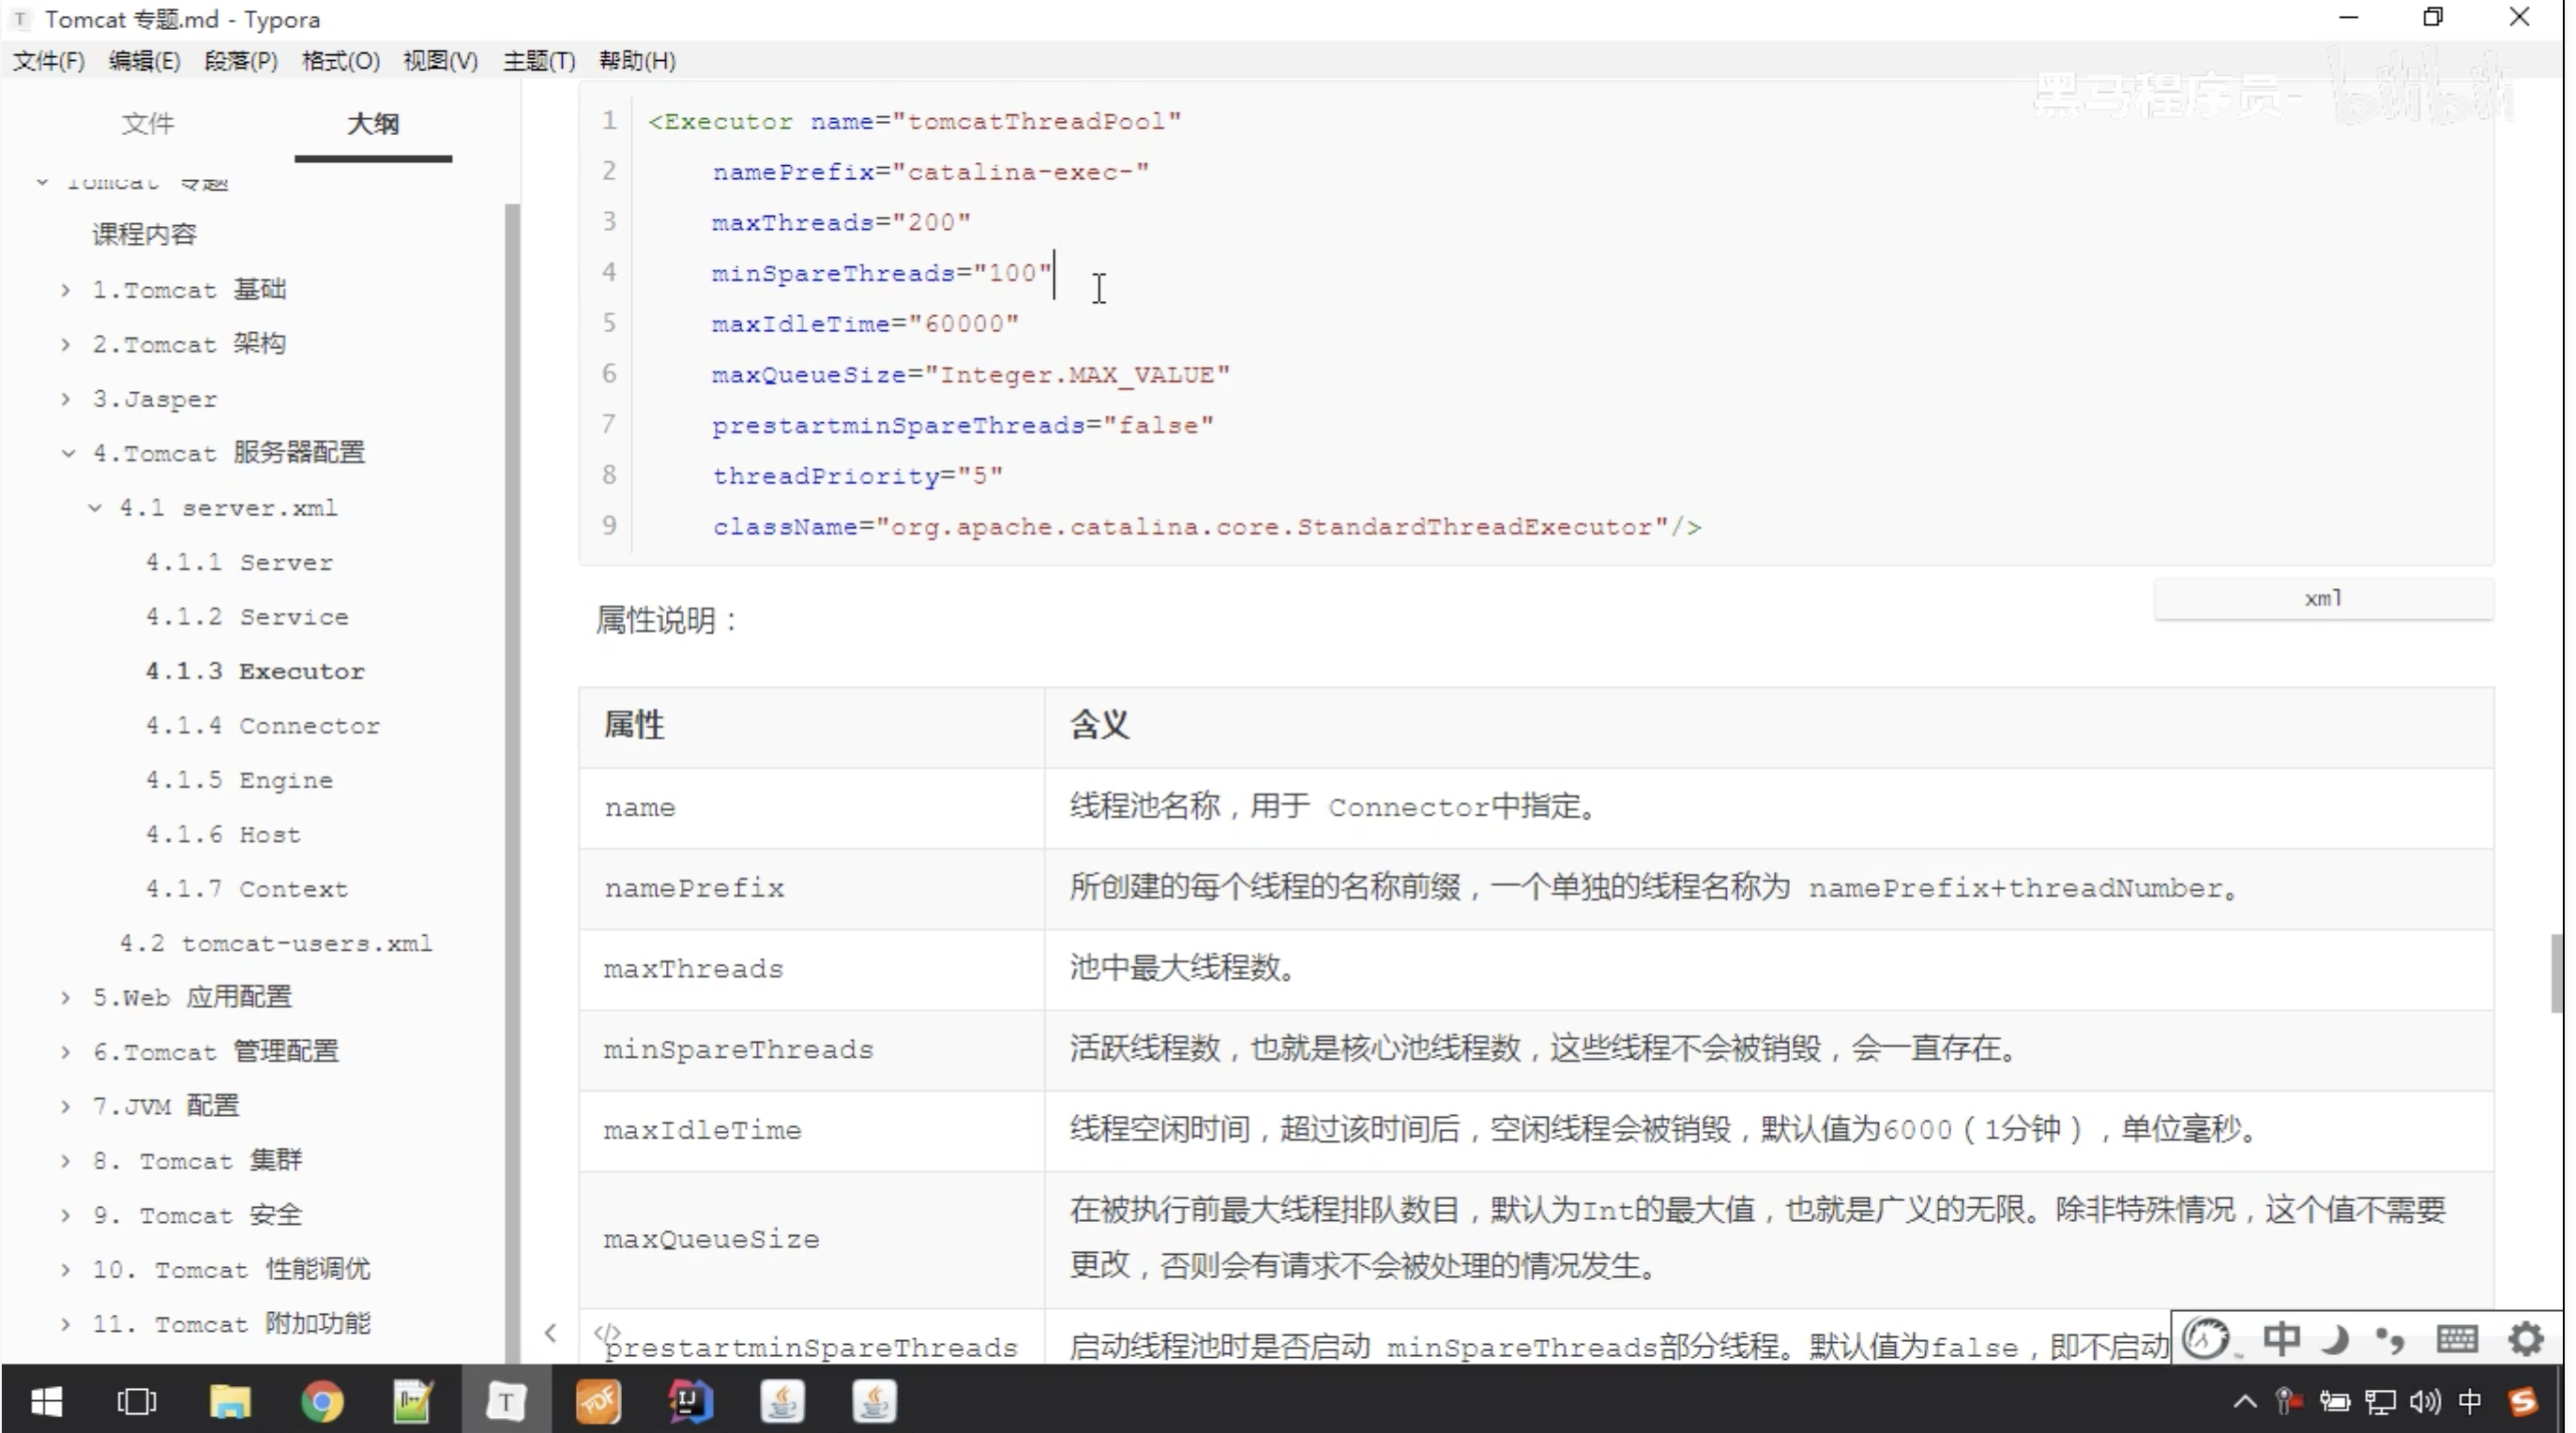 Tomcat 专题.md - Typora
文件(F) 编辑(E) 段落(P) 格式(O) 视图(V) 主题(T) 帮助(H)
黑马程序员- bilibili
文件 大纲
Tomcat 专题
课程内容
1.Tomcat 基础
2.Tomcat 架构
3.Jasper
4.Tomcat 服务器配置
4.1 server.xml
4.1.1 Server
4.1.2 Service
4.1.3 Executor
4.1.4 Connector
4.1.5 Engine
4.1.6 Host
4.1.7 Context
4.2 tomcat-users.xml
5.Web 应用配置
6.Tomcat 管理配置
7.JVM 配置
8. Tomcat 集群
9. Tomcat 安全
10. Tomcat 性能调优
11. Tomcat 附加功能
1 <Executor name="tomcatThreadPool"
2 namePrefix="catalina-exec-"
3 maxThreads="200"
4 minSpareThreads="100"
5 maxIdleTime="60000"
6 maxQueueSize="Integer.MAX_VALUE"
7 prestartminSpareThreads="false"
8 threadPriority="5"
9 className="org.apache.catalina.core.StandardThreadExecutor"/>
xml
属性说明：
属性 含义
name 线程池名称，用于 Connector中指定。
namePrefix 所创建的每个线程的名称前缀，一个单独的线程名称为 namePrefix+threadNumber。
maxThreads 池中最大线程数。
minSpareThreads 活跃线程数，也就是核心池线程数，这些线程不会被销毁，会一直存在。
maxIdleTime 线程空闲时间，超过该时间后，空闲线程会被销毁，默认值为6000（1分钟），单位毫秒。
maxQueueSize 在被执行前最大线程排队数目，默认为Int的最大值，也就是广义的无限。除非特殊情况，这个值不需要
更改，否则会有请求不会被处理的情况发生。
prestartminSpareThreads 启动线程池时是否启动 minSpareThreads部分线程。默认值为false，即不启动
中
T PDF IJ 中 S